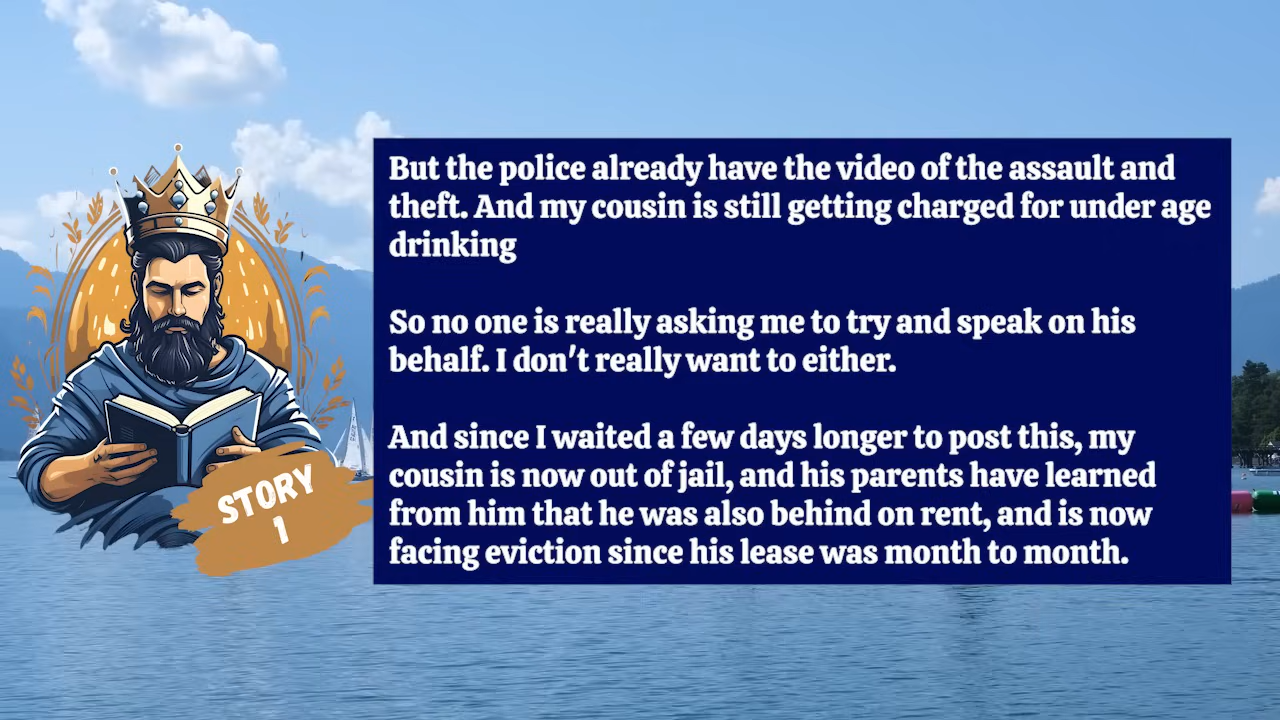 But the police already have the video of the assault and
theft. And my cousin is still getting charged for under age
drinking
So no one is really asking me to try and speak on his
behalf. I don't really want to either.
And since I waited a few days longer to post this, my
cousin is now out of jail, and his parents have learned
from him that he was also behind on rent, and is now
facing eviction since his lease was month to month.
STORY
1